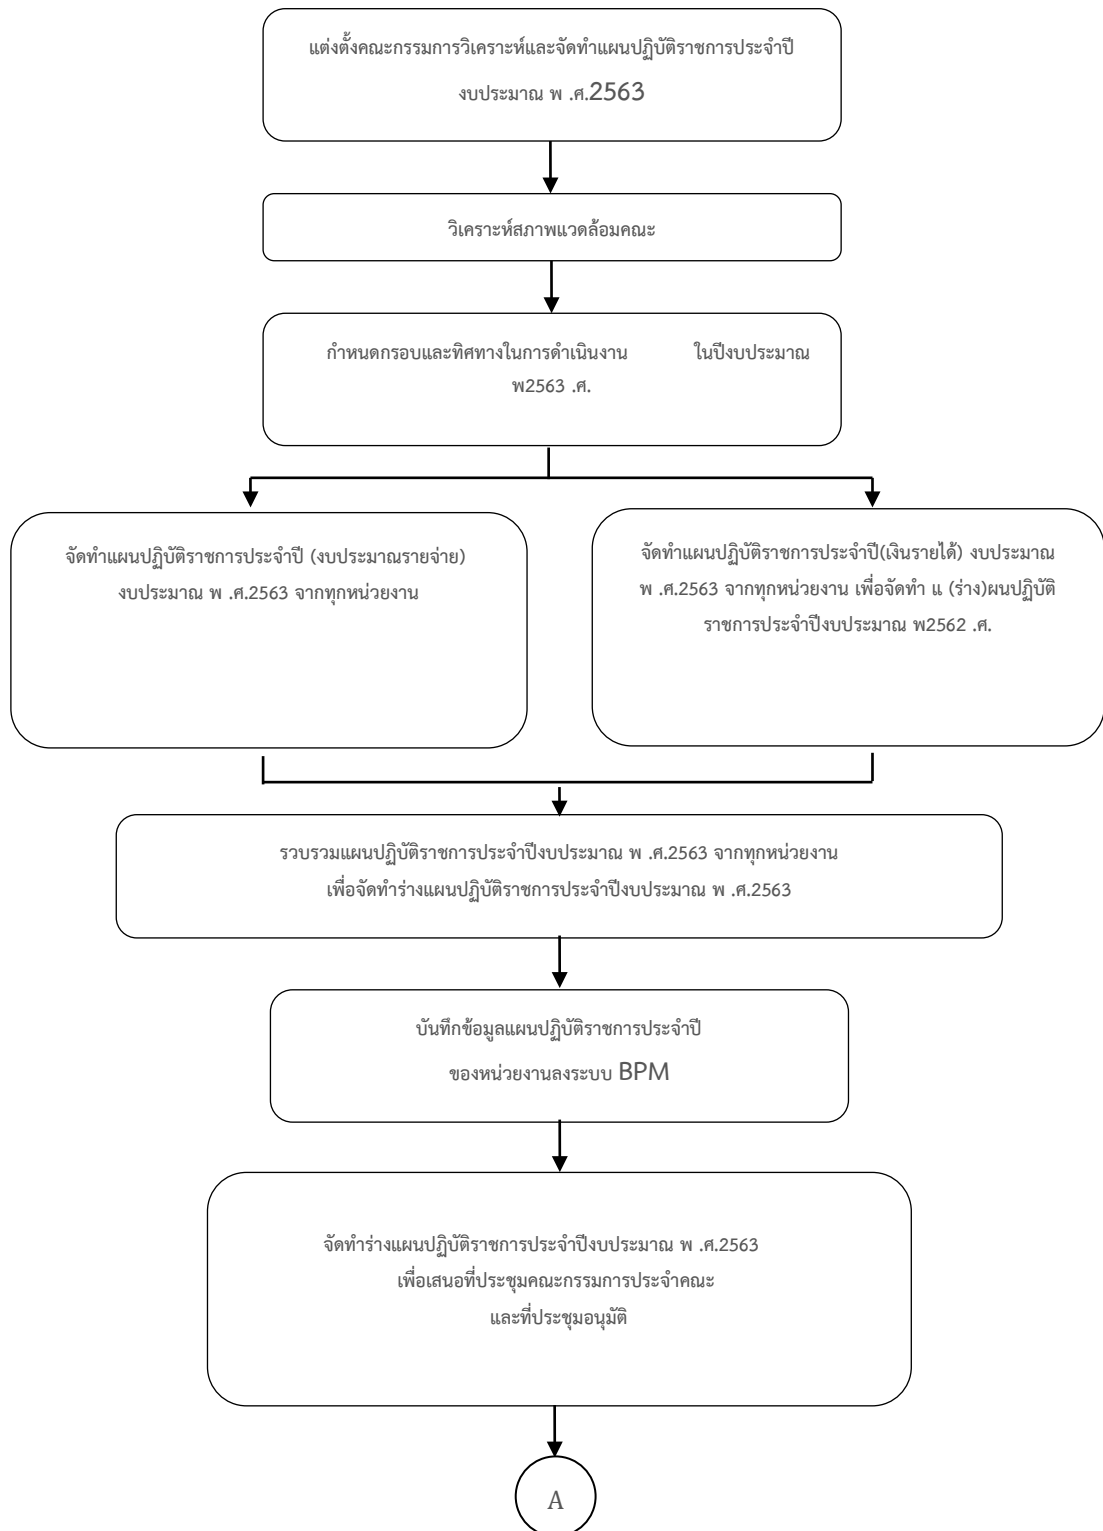 แต่งตั้งคณะกรรมการวิเคราะห์และจัดทำแผนปฏิบัติราชการประจำปี
งบประมาณ พ .ศ.2563
วิเคราะห์สภาพแวดล้อมคณะ
กำหนดกรอบและทิศทางในการดำเนินงาน ในปีงบประมาณ
พ2563 .ศ.
จัดทำแผนปฏิบัติราชการประจำปี (งบประมาณรายจ่าย)
งบประมาณ พ .ศ.2563 จากทุกหน่วยงาน
จัดทำแผนปฏิบัติราชการประจำปี(เงินรายได้) งบประมาณ
พ .ศ.2563 จากทุกหน่วยงาน เพื่อจัดทำ แ (ร่าง)ผนปฏิบัติ
ราชการประจำปีงบประมาณ พ2562 .ศ.
รวบรวมแผนปฏิบัติราชการประจำปีงบประมาณ พ .ศ.2563 จากทุกหน่วยงาน
เพื่อจัดทำร่างแผนปฏิบัติราชการประจำปีงบประมาณ พ .ศ.2563
บันทึกข้อมูลแผนปฏิบัติราชการประจำปี
ของหน่วยงานลงระบบ BPM
จัดทำร่างแผนปฏิบัติราชการประจำปีงบประมาณ พ .ศ.2563
เพื่อเสนอที่ประชุมคณะกรรมการประจำคณะ
และที่ประชุมอนุมัติ
A